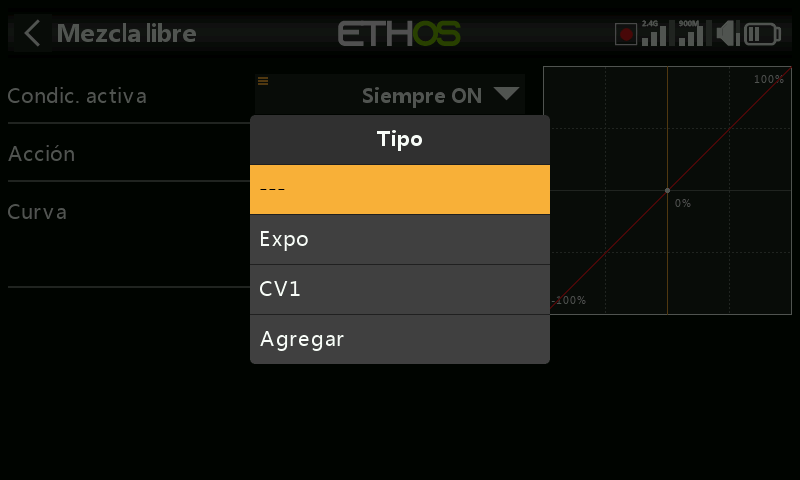 Mezcla libre
ETHOS
2.4G
900M
Condic. activa
Siempre ON
100%
Tipo
Acción
---
Curva
0%
Expo
CV1
-100%
Agregar